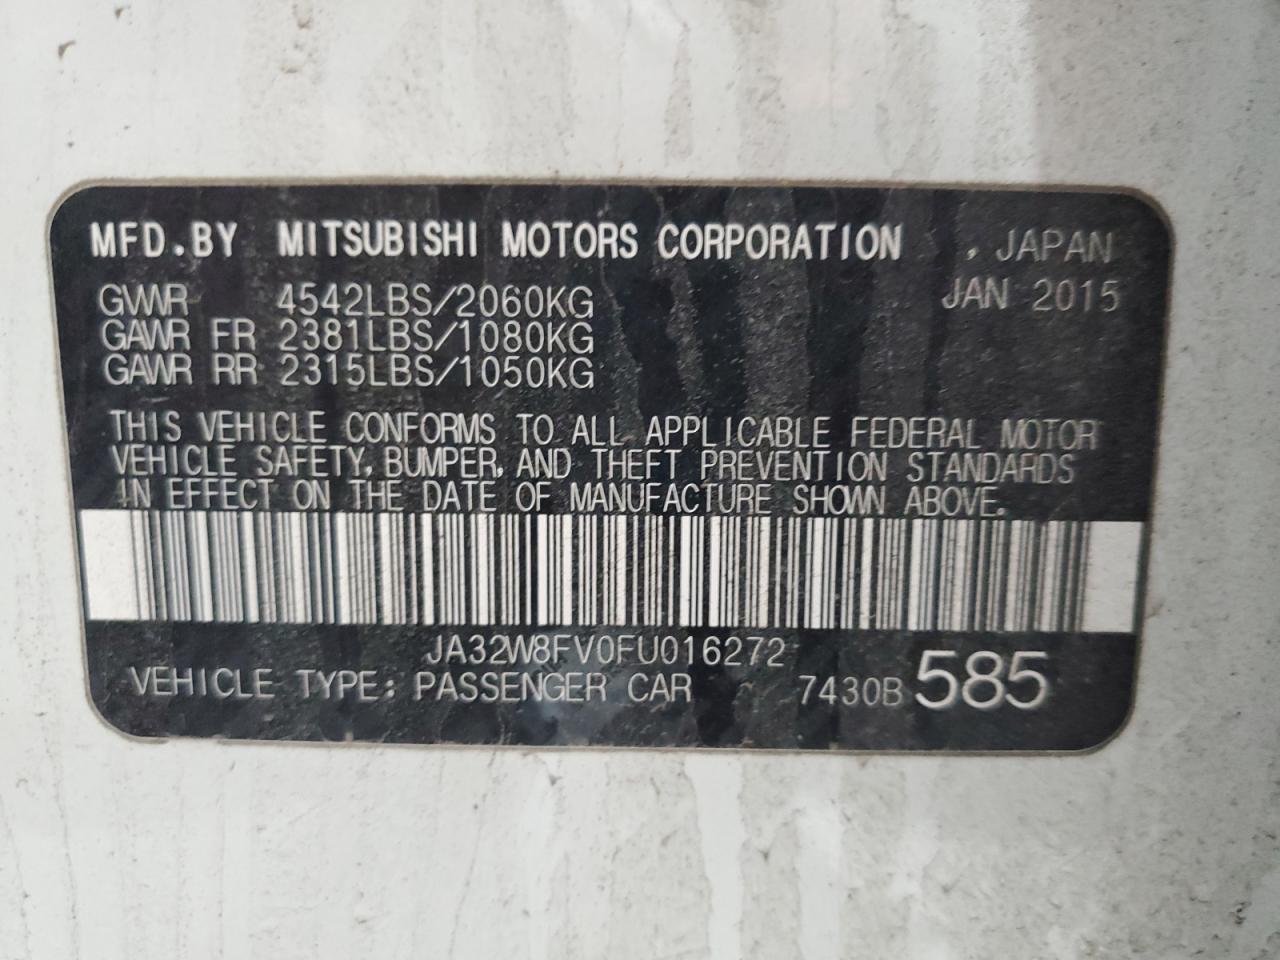 MFD.BY MITSUBISHI MOTORS CORPORATION , JAPAN
GVWR 4542LBS/2060KG JAN 2015
GAWR FR 2381LBS/1080KG
GAWR RR 2315LBS/1050KG
THIS VEHICLE CONFORMS TO ALL APPLICABLE FEDERAL MOTOR
VEHICLE SAFETY, BUMPER, AND THEFT PREVENTION STANDARDS
IN EFFECT ON THE DATE OF MANUFACTURE SHOWN ABOVE.
JA32W8FV0FU016272
VEHICLE TYPE: PASSENGER CAR 7430B 585